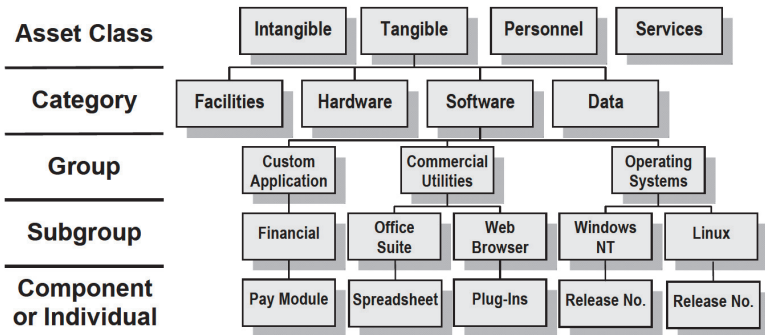 Asset Class
Intangible
Tangible
Personnel
Services
Category
Facilities
Hardware
Software
Data
Group
Custom
Application
Commercial
Utilities
Operating
Systems
Subgroup
Financial
Office
Suite
Web
Browser
Windows
NT
Linux
Component
or Individual
Pay Module
Spreadsheet
Plug-Ins
Release No.
Release No.